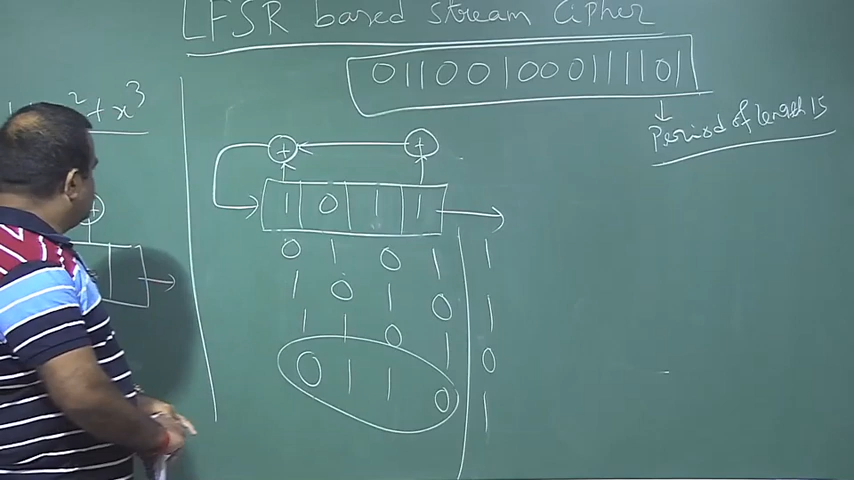 LFSR based Stream Cipher
011001000111101
Period of length 15
² + x³
+ +
1 0 1 1
0 1 0 1 1
1 0 1 0 1
1 1 0 1 0
0 1 1 0 1